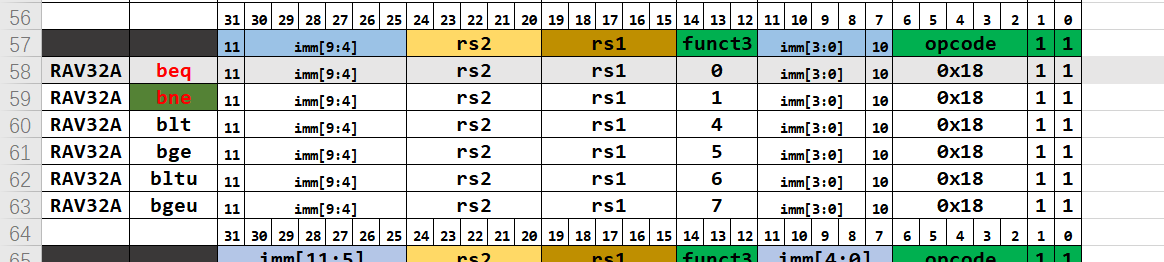 56 31 30 29 28 27 26 25 24 23 22 21 20 19 18 17 16 15 14 13 12 11 10 9 8 7 6 5 4 3 2 1 0
57 11 imm[9:4] rs2 rs1 funct3 imm[3:0] 10 opcode 1 1
58 RAV32A beq 11 imm[9:4] rs2 rs1 0 imm[3:0] 10 0x18 1 1
59 RAV32A bne 11 imm[9:4] rs2 rs1 1 imm[3:0] 10 0x18 1 1
60 RAV32A blt 11 imm[9:4] rs2 rs1 4 imm[3:0] 10 0x18 1 1
61 RAV32A bge 11 imm[9:4] rs2 rs1 5 imm[3:0] 10 0x18 1 1
62 RAV32A bltu 11 imm[9:4] rs2 rs1 6 imm[3:0] 10 0x18 1 1
63 RAV32A bgeu 11 imm[9:4] rs2 rs1 7 imm[3:0] 10 0x18 1 1
64 31 30 29 28 27 26 25 24 23 22 21 20 19 18 17 16 15 14 13 12 11 10 9 8 7 6 5 4 3 2 1 0
65 imm[11:5] rs2 rs1 funct3 imm[4:0] opcode 1 1